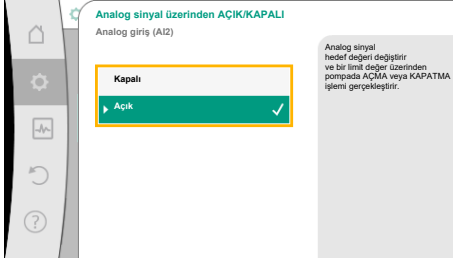 Analog sinyal üzerinden AÇIK/KAPALI
Analog giriş (AI2)
Kapalı
Açık
Analog sinyal
hedef değeri değiştirir
ve bir limit değer üzerinden
pompada AÇMA veya KAPATMA
işlemi gerçekleştirir.
?